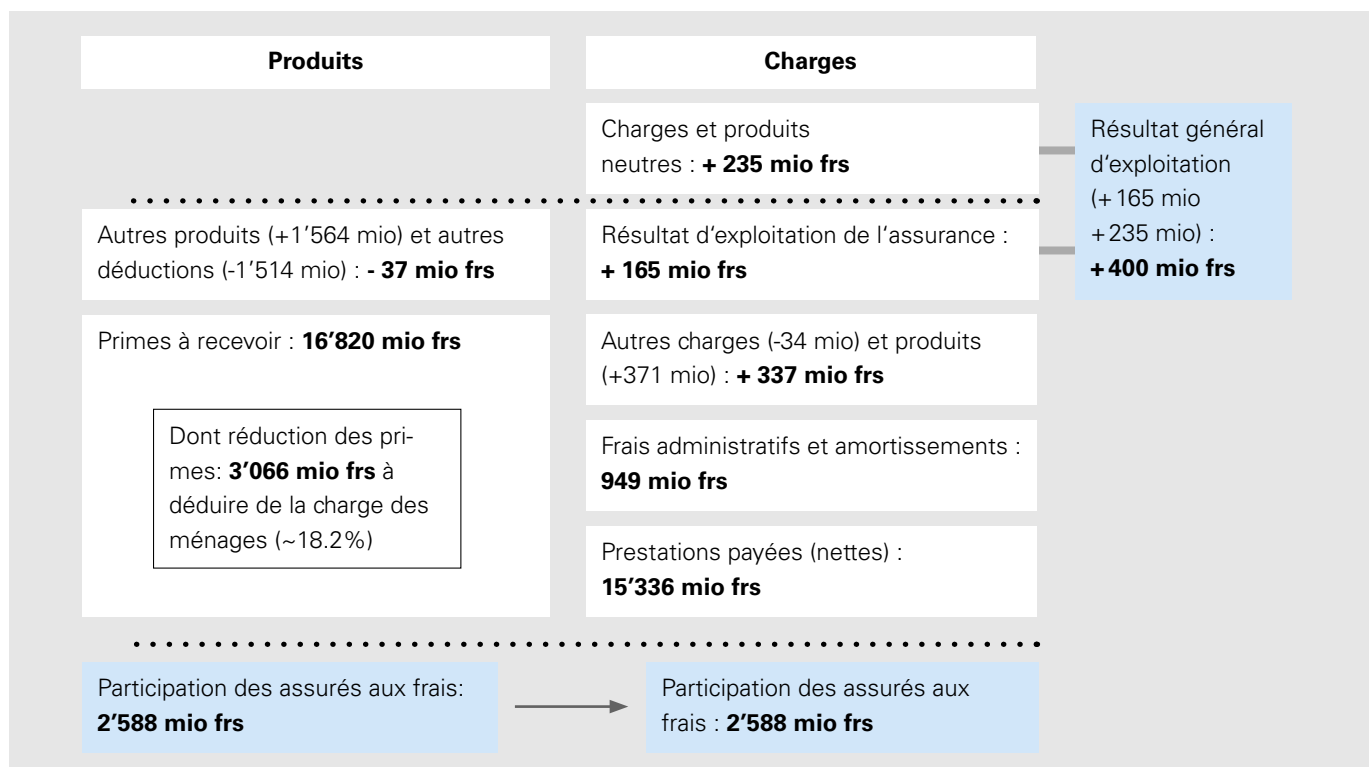 Produits
Charges
Charges et produits
neutres : + 235 mio frs
Résultat général
d'exploitation
(+ 165 mio
+ 235 mio) :
+ 400 mio frs
Autres produits (+1’564 mio) et autres
déductions (-1’514 mio) : - 37 mio frs
Résultat d'exploitation de l'assurance :
+ 165 mio frs
Primes à recevoir : 16’820 mio frs
Dont réduction des pri-
mes: 3’066 mio frs à
déduire de la charge des
ménages (~18.2%)
Autres charges (-34 mio) et produits
(+371 mio) : + 337 mio frs
Frais administratifs et amortissements :
949 mio frs
Prestations payées (nettes) :
15’336 mio frs
Participation des assurés aux frais:
2’588 mio frs
Participation des assurés aux
frais : 2’588 mio frs